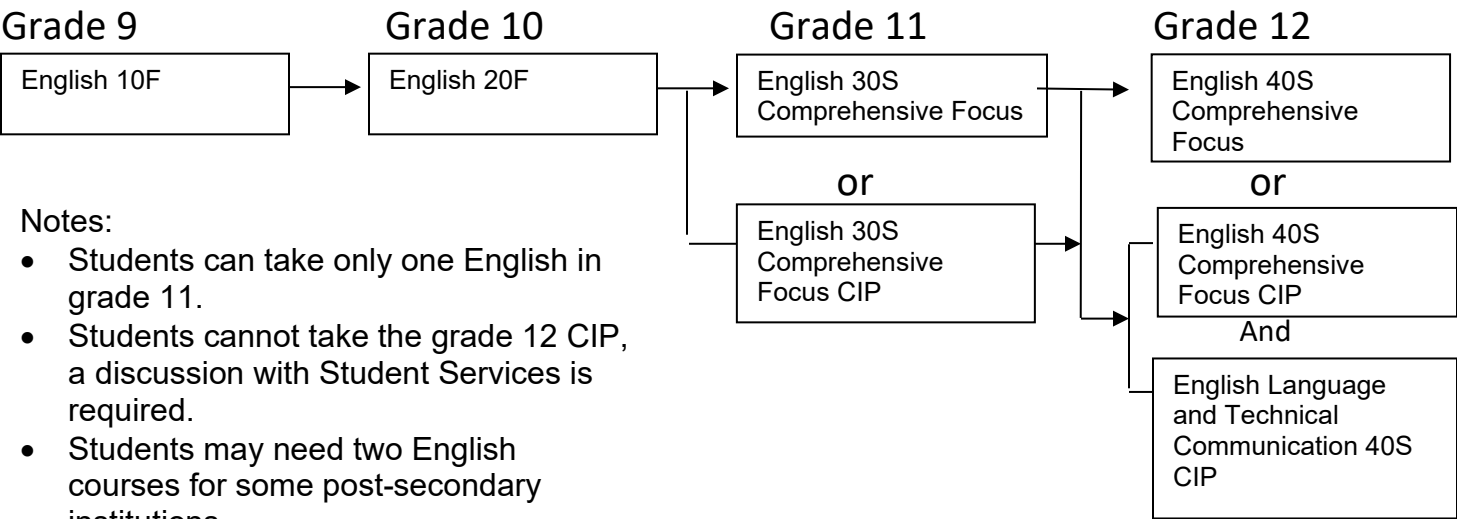 Grade 9
Grade 10
Grade 11
Grade 12
English 10F
English 20F
English 30S
Comprehensive Focus
English 40S
Comprehensive
Focus
or
or
English 30S
Comprehensive
Focus CIP
English 40S
Comprehensive
Focus CIP
And
English Language
and Technical
Communication 40S
CIP
Notes:
• Students can take only one English in
grade 11.
• Students cannot take the grade 12 CIP,
a discussion with Student Services is
required.
• Students may need two English
courses for some post-secondary
institutions